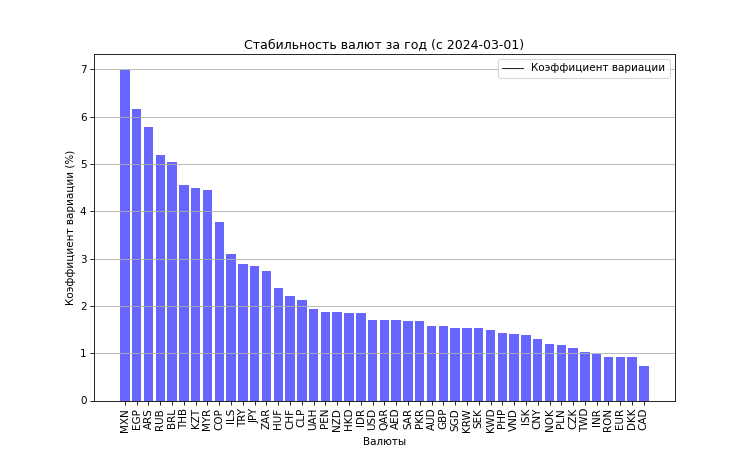 Стабильность валют за год (с 2024-03-01)
Коэффициент вариации
7
6
5
4
3
2
1
0
Коэффициент вариации (%)
MXN EGP ARS RUB BRL THB KZT MYR COP ILS TRY JPY ZAR HUF CHF CLP UAH PEN NZD HKD IDR USD QAR AED SAR PKR AUD GBP SGD KRW SEK KWD PHP VND ISK CNY NOK PLN CZK TWD INR RON EUR DKK CAD
Валюты